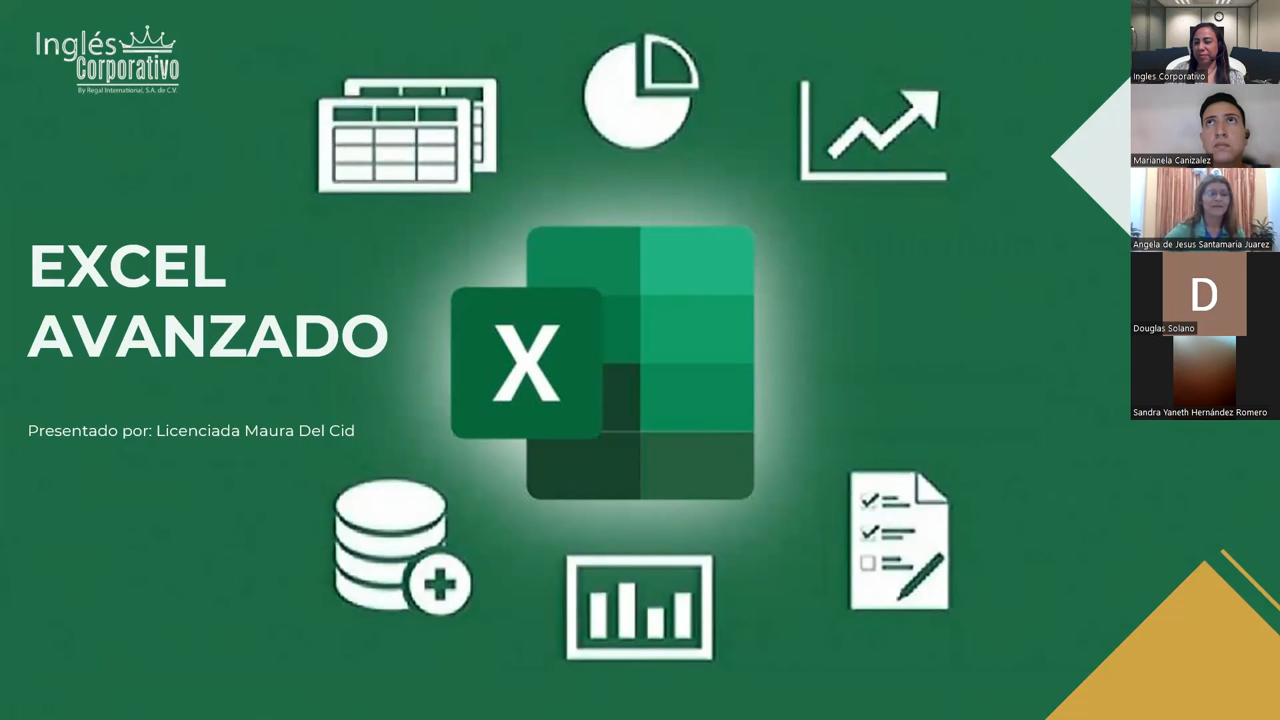 Inglés
Corporativo
By Regal International, S.A. de C.V.
EXCEL
AVANZADO
Presentado por: Licenciada Maura Del Cid
X
Ingles Corporativo
Marianela Canizalez
Angela de Jesus Santamaria Juarez
D
Douglas Solano
Sandra Yaneth Hernández Romero